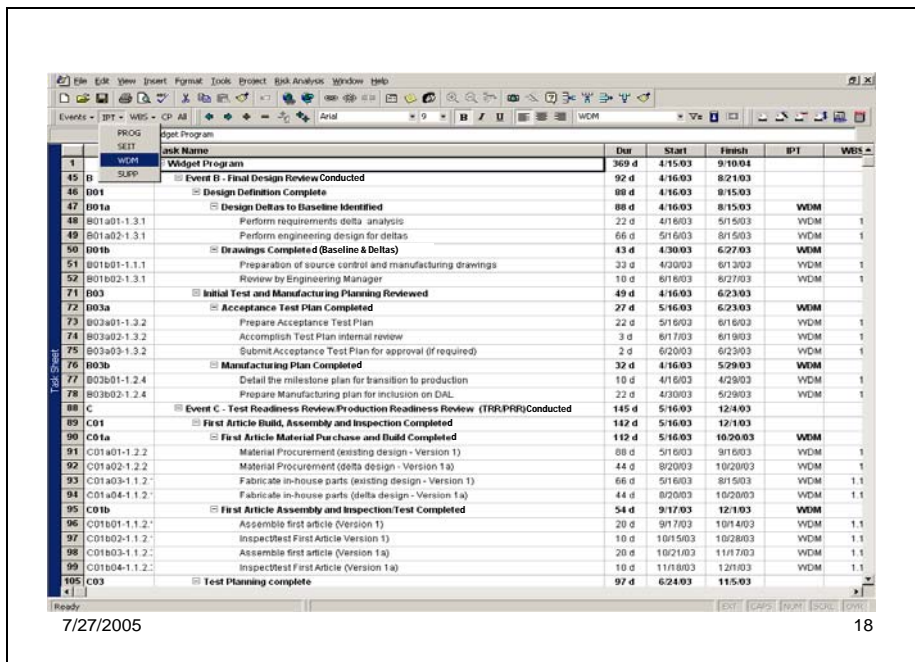 File Edit View Insert Format Tools Project Risk Analysis Window Help
Events IPT WBS CP All Arial 9 B I U WDM
PROG
SEIT
WDM
SUPP
dget Program
ask Name Dur Start Finish IPT WBS
1 Widget Program 369 d 4/15/03 9/10/04
45 B Event B - Final Design Review Conducted 92 d 4/16/03 8/21/03
46 B01 Design Definition Complete 88 d 4/16/03 8/15/03
47 B01a Design Deltas to Baseline Identified 88 d 4/16/03 8/15/03 WDM
48 B01a01-1.3.1 Perform requirements delta analysis 22 d 4/16/03 5/15/03 WDM 1
49 B01a02-1.3.1 Perform engineering design for deltas 66 d 5/16/03 8/15/03 WDM 1
50 B01b Drawings Completed (Baseline & Deltas) 43 d 4/30/03 6/27/03 WDM
51 B01b01-1.1.1 Preparation of source control and manufacturing drawings 33 d 4/30/03 6/13/03 WDM 1
52 B01b02-1.3.1 Review by Engineering Manager 10 d 6/16/03 6/27/03 WDM 1
71 B03 Initial Test and Manufacturing Planning Reviewed 49 d 4/16/03 6/23/03
72 B03a Acceptance Test Plan Completed 27 d 5/16/03 6/23/03 WDM
73 B03a01-1.3.2 Prepare Acceptance Test Plan 22 d 5/16/03 6/16/03 WDM 1
74 B03a02-1.3.2 Accomplish Test Plan internal review 3 d 6/17/03 6/19/03 WDM 1
75 B03a03-1.3.2 Submit Acceptance Test Plan for approval (if required) 2 d 6/20/03 6/23/03 WDM 1
76 B03b Manufacturing Plan Completed 32 d 4/16/03 5/29/03 WDM
77 B03b01-1.2.4 Detail the milestone plan for transition to production 10 d 4/16/03 4/29/03 WDM 1
78 B03b02-1.2.4 Prepare Manufacturing plan for inclusion on DAL 22 d 4/30/03 5/29/03 WDM 1
88 C Event C - Test Readiness Review/Production Readiness Review (TRR/PRR)Conducted 145 d 5/16/03 12/4/03
89 C01 First Article Build, Assembly and Inspection Completed 142 d 5/16/03 12/1/03
90 C01a First Article Material Purchase and Build Completed 112 d 5/16/03 10/20/03 WDM
91 C01a01-1.2.2 Material Procurement (existing design - Version 1) 88 d 5/16/03 9/16/03 WDM 1
92 C01a02-1.2.2 Material Procurement (delta design - Version 1a) 44 d 8/20/03 10/20/03 WDM 1
93 C01a03-1.1.2. Fabricate in-house parts (existing design - Version 1) 66 d 5/16/03 8/15/03 WDM 1.1
94 C01a04-1.1.2. Fabricate in-house parts (delta design - Version 1a) 44 d 8/20/03 10/20/03 WDM 1.1
95 C01b First Article Assembly and Inspection/Test Completed 54 d 9/17/03 12/1/03 WDM
96 C01b01-1.1.2. Assemble first article (Version 1) 20 d 9/17/03 10/14/03 WDM 1.1
97 C01b02-1.1.2. Inspect/test First Article Version 1) 10 d 10/15/03 10/28/03 WDM 1.1
98 C01b03-1.1.2. Assemble first article (Version 1a) 20 d 10/21/03 11/17/03 WDM 1.1
99 C01b04-1.1.2. Inspect/test First Article (Version 1a) 10 d 11/18/03 12/1/03 WDM 1.1
105 C03 Test Planning complete 97 d 6/24/03 11/5/03
Task Sheet
Ready EXT CAPS NUM SCRL OVR
7/27/2005 18